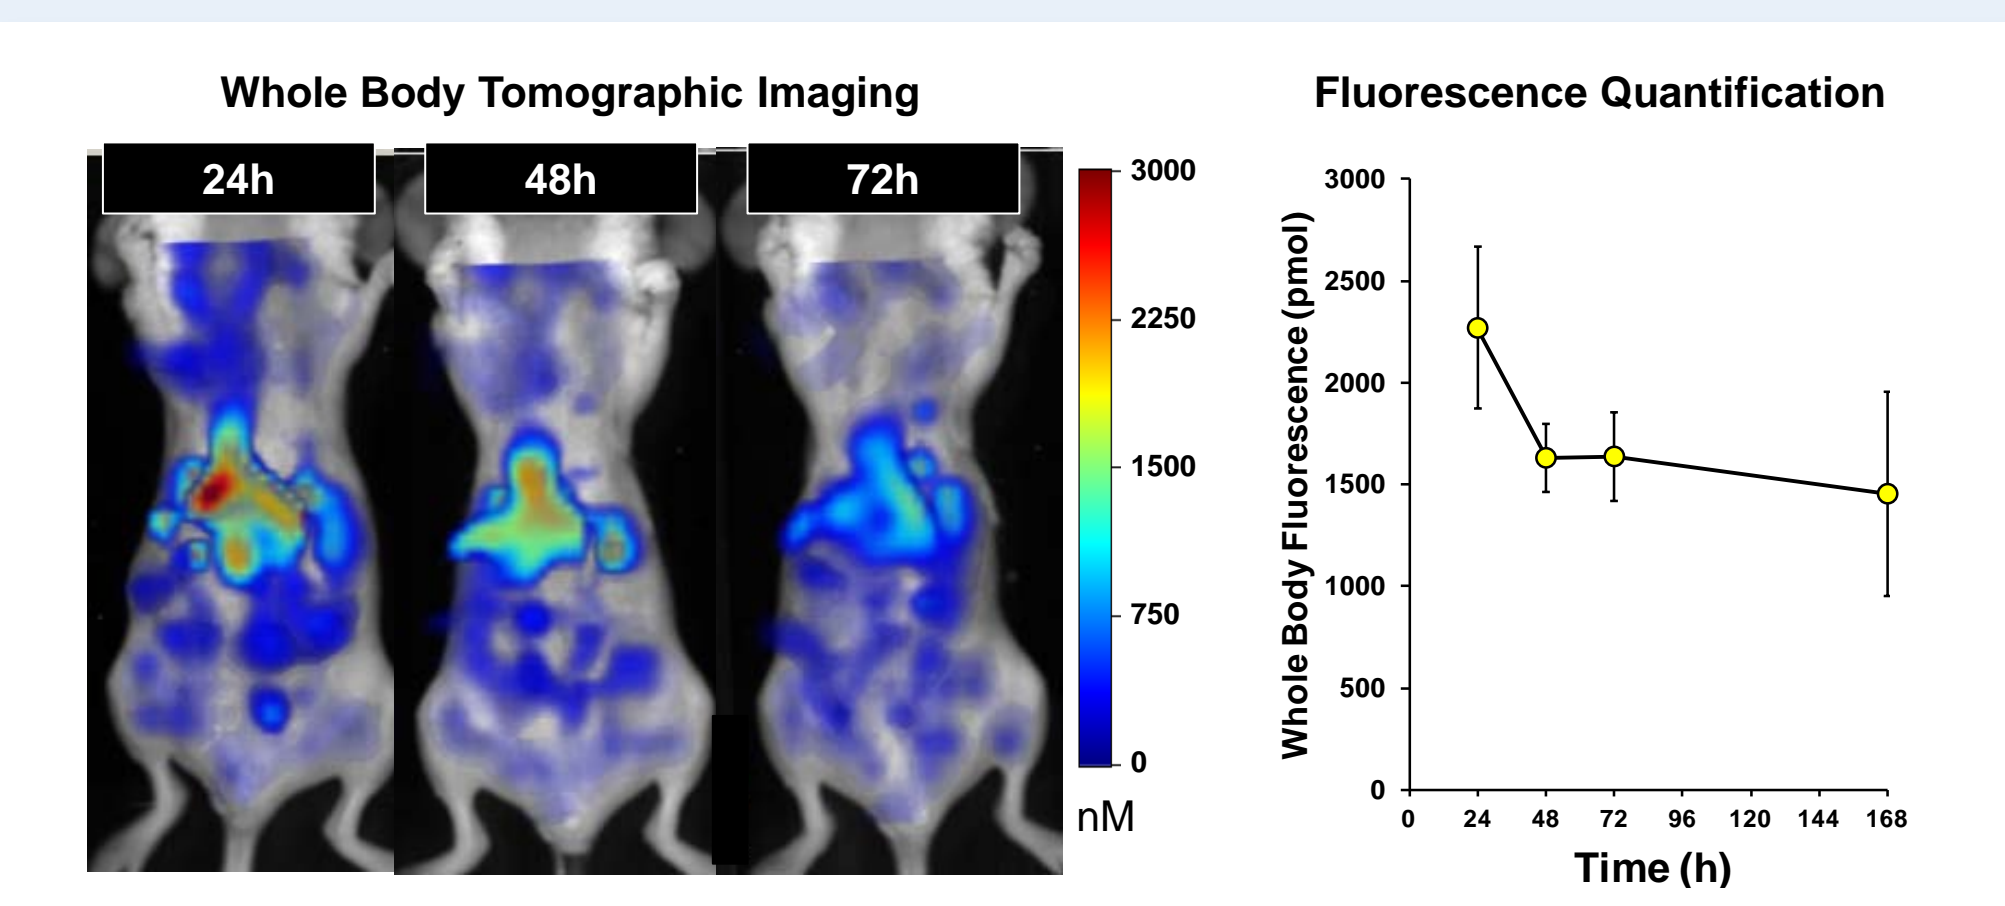 Whole Body Tomographic Imaging
24h 48h 72h
3000
2250
1500
750
0
nM
Fluorescence Quantification
Whole Body Fluorescence (pmol)
3000
2500
2000
1500
1000
500
0
0 24 48 72 96 120 144 168
Time (h)